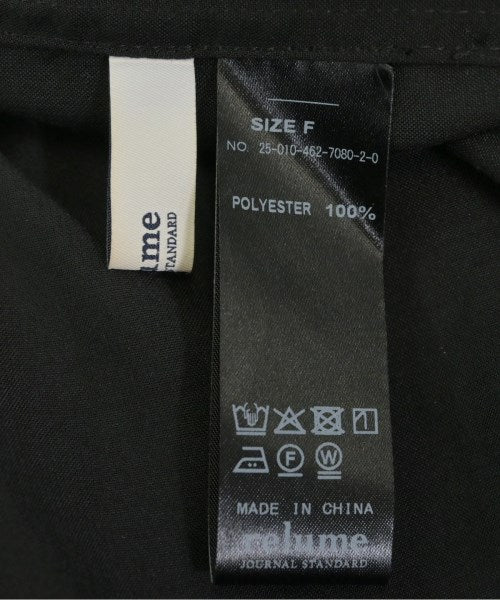 SIZE F
NO 25-010-462-7080-2-0
POLYESTER 100%
F W
MADE IN CHINA
relume
JOURNAL STANDARD
ume
STANDARD